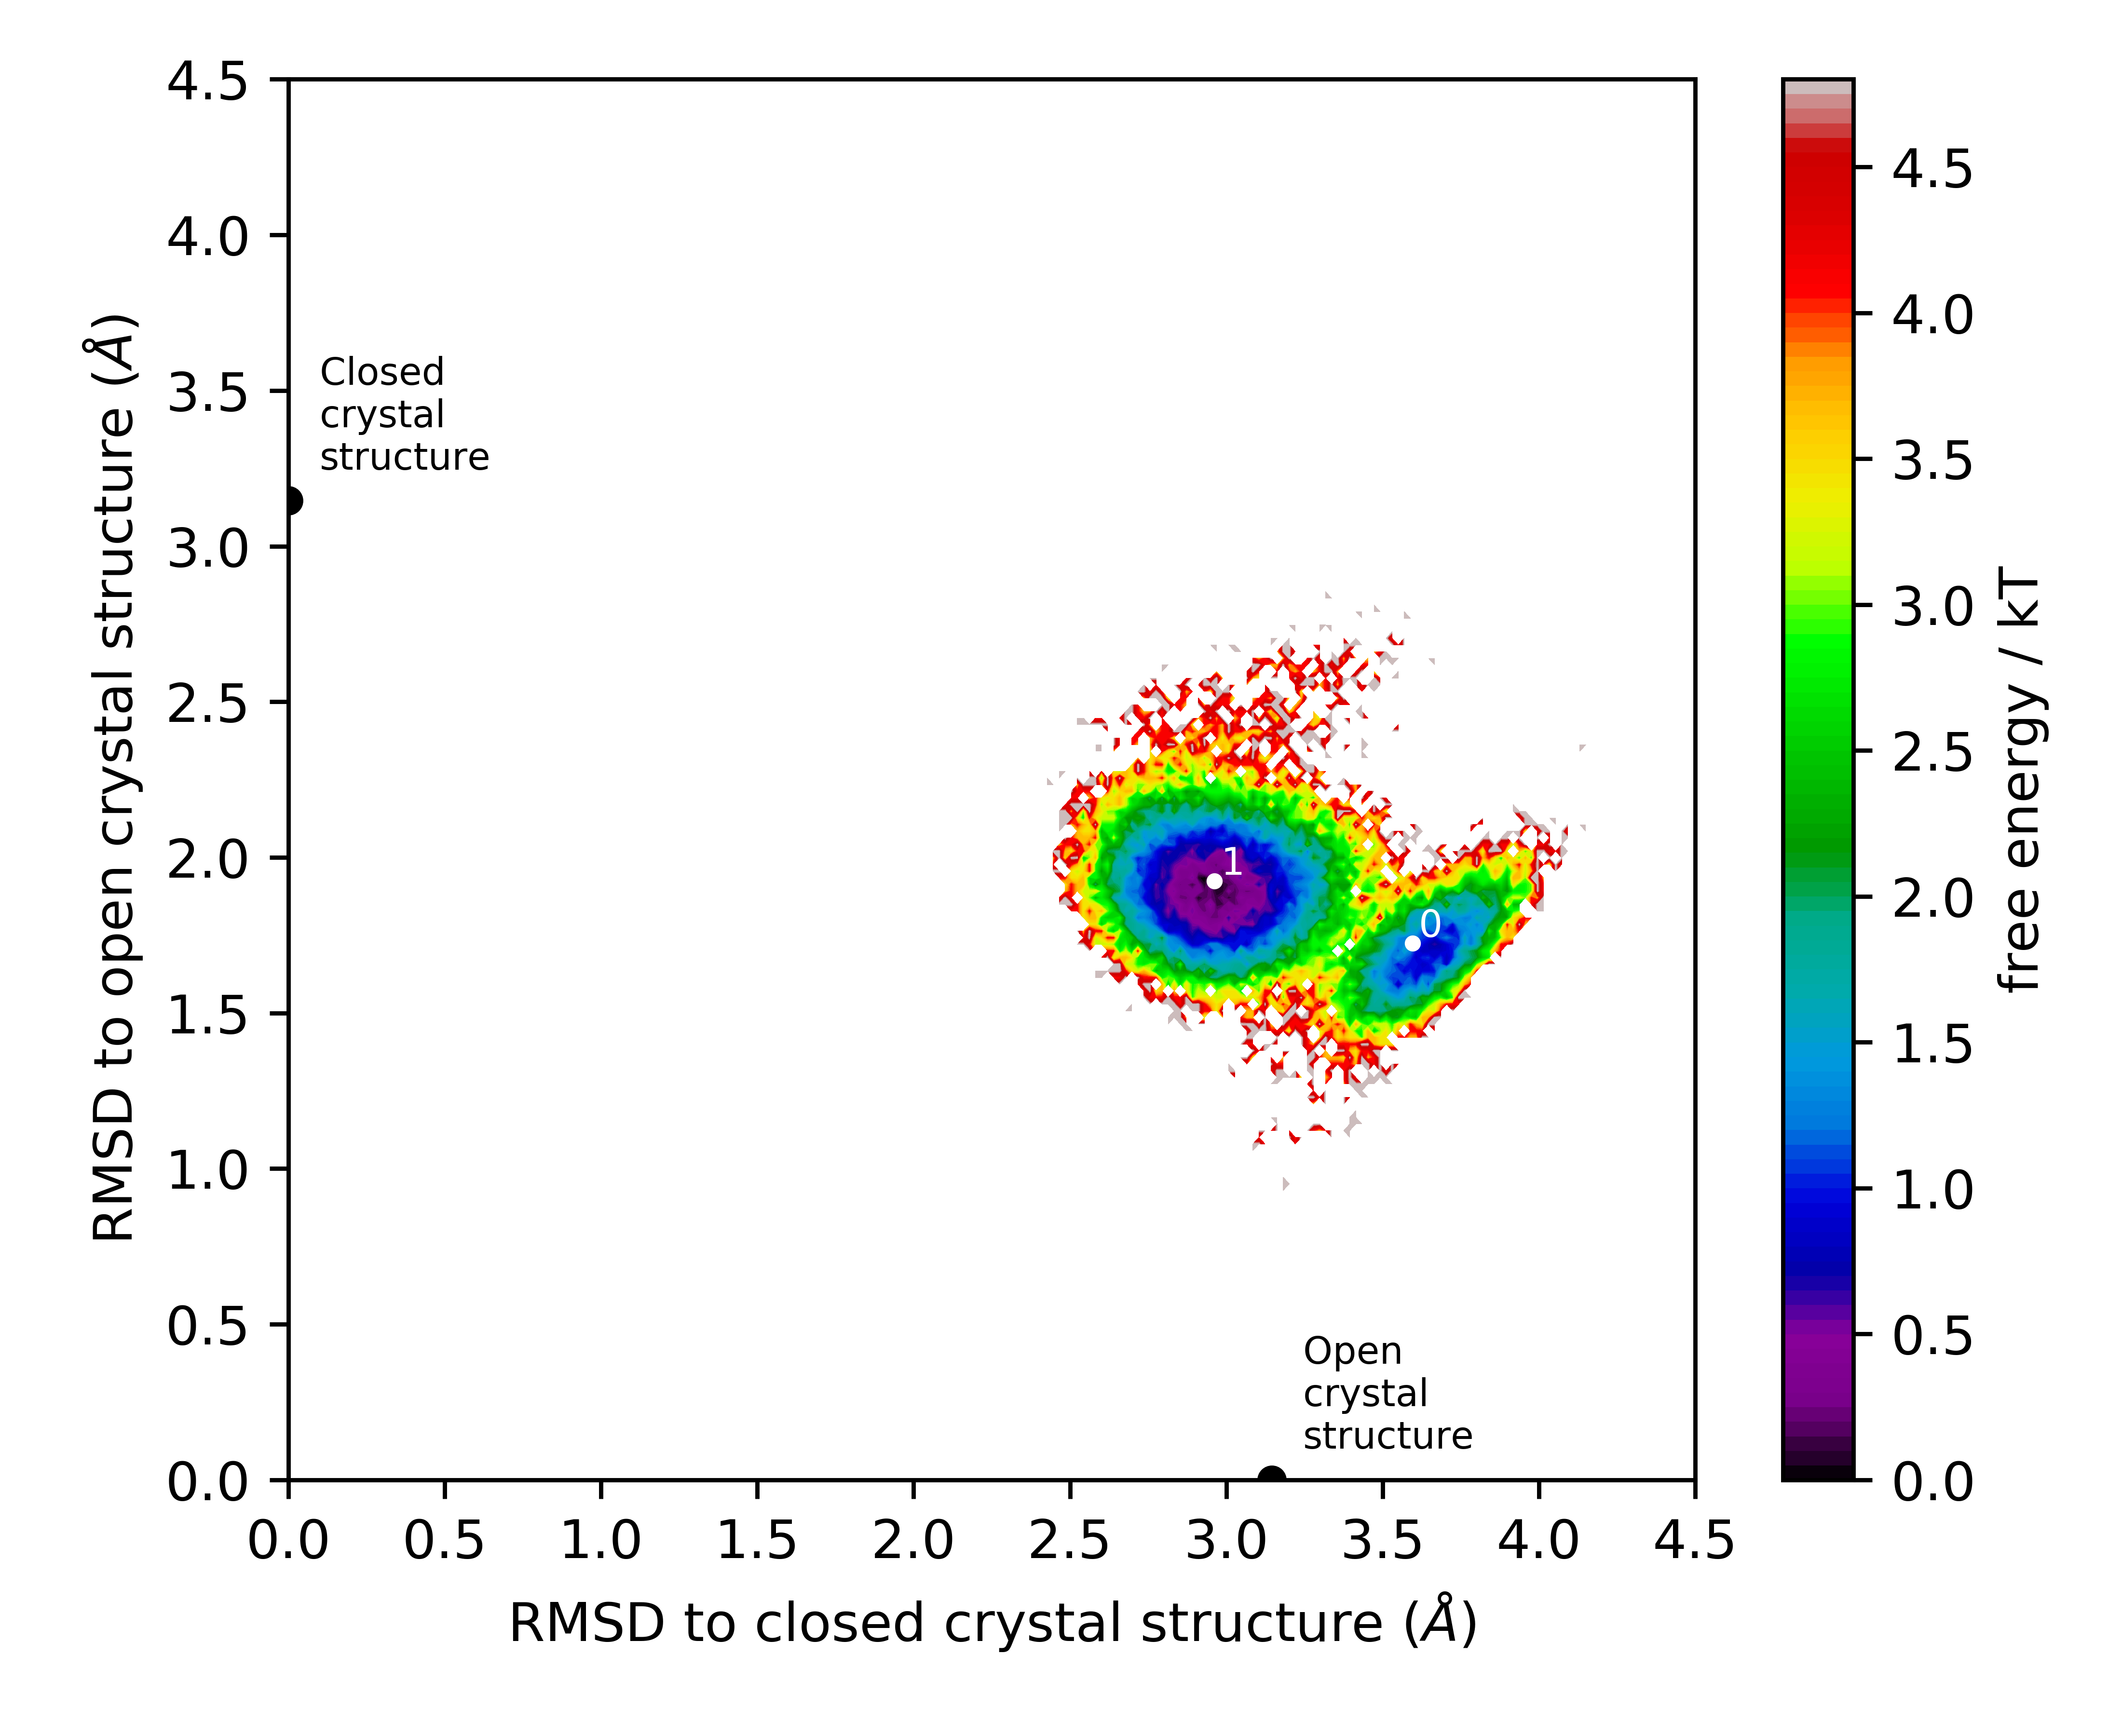 4.5
4.0
3.5
3.0
2.5
2.0
1.5
1.0
0.5
0.0
RMSD to open crystal structure (Å)
Closed
crystal
structure
1
0
Open
crystal
structure
0.0 0.5 1.0 1.5 2.0 2.5 3.0 3.5 4.0 4.5
RMSD to closed crystal structure (Å)
4.5
4.0
3.5
3.0
2.5
2.0
1.5
1.0
0.5
0.0
free energy / kT